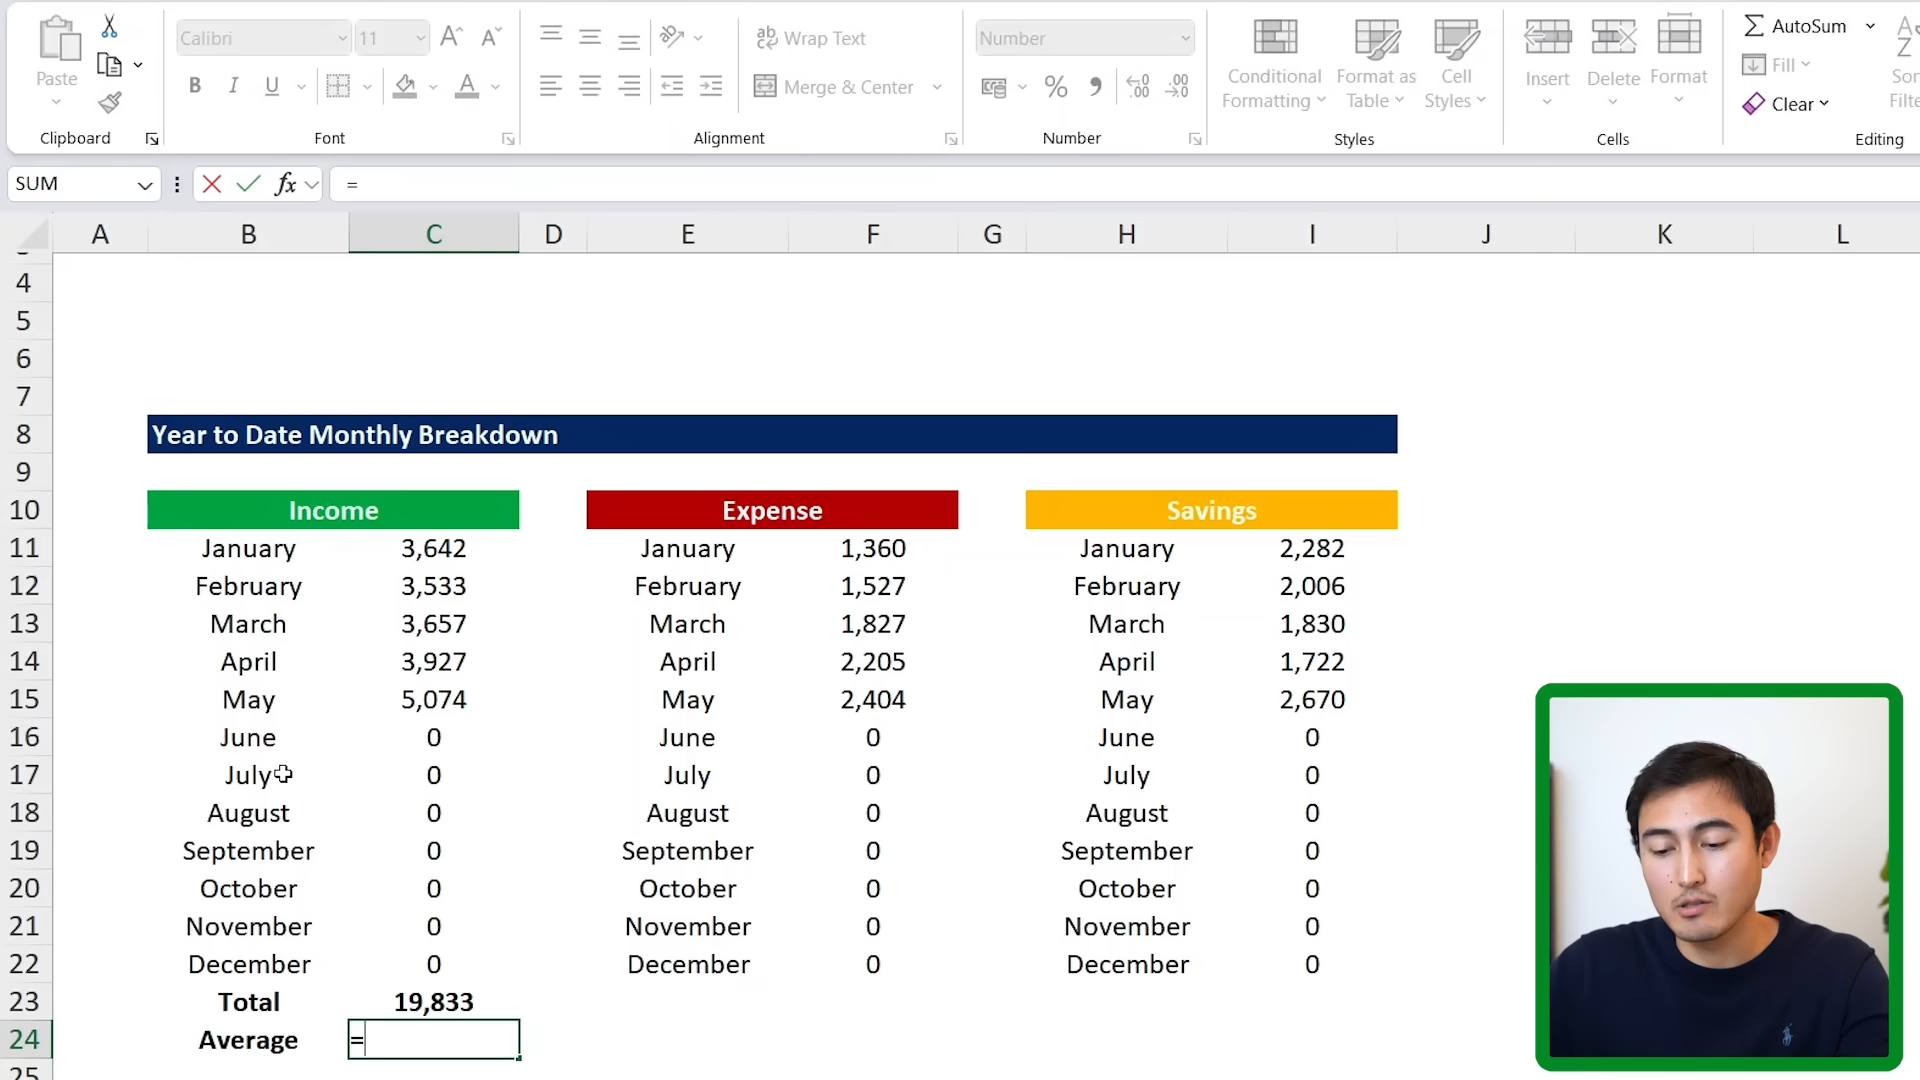 Calibri 11 Wrap Text Number AutoSum
Paste B I U Merge & Center % Conditional Formatting Format as Table Cell Styles Insert Delete Format Fill
Clear
Clipboard Font Alignment Number Styles Cells Editing
SUM fx =
A B C D E F G H I J K L
4
5
6
7
8 Year to Date Monthly Breakdown
9
10 Income Expense Savings
11 January 3,642 January 1,360 January 2,282
12 February 3,533 February 1,527 February 2,006
13 March 3,657 March 1,827 March 1,830
14 April 3,927 April 2,205 April 1,722
15 May 5,074 May 2,404 May 2,670
16 June 0 June 0 June 0
17 July 0 July 0 July 0
18 August 0 August 0 August 0
19 September 0 September 0 September 0
20 October 0 October 0 October 0
21 November 0 November 0 November 0
22 December 0 December 0 December 0
23 Total 19,833
24 Average =
25